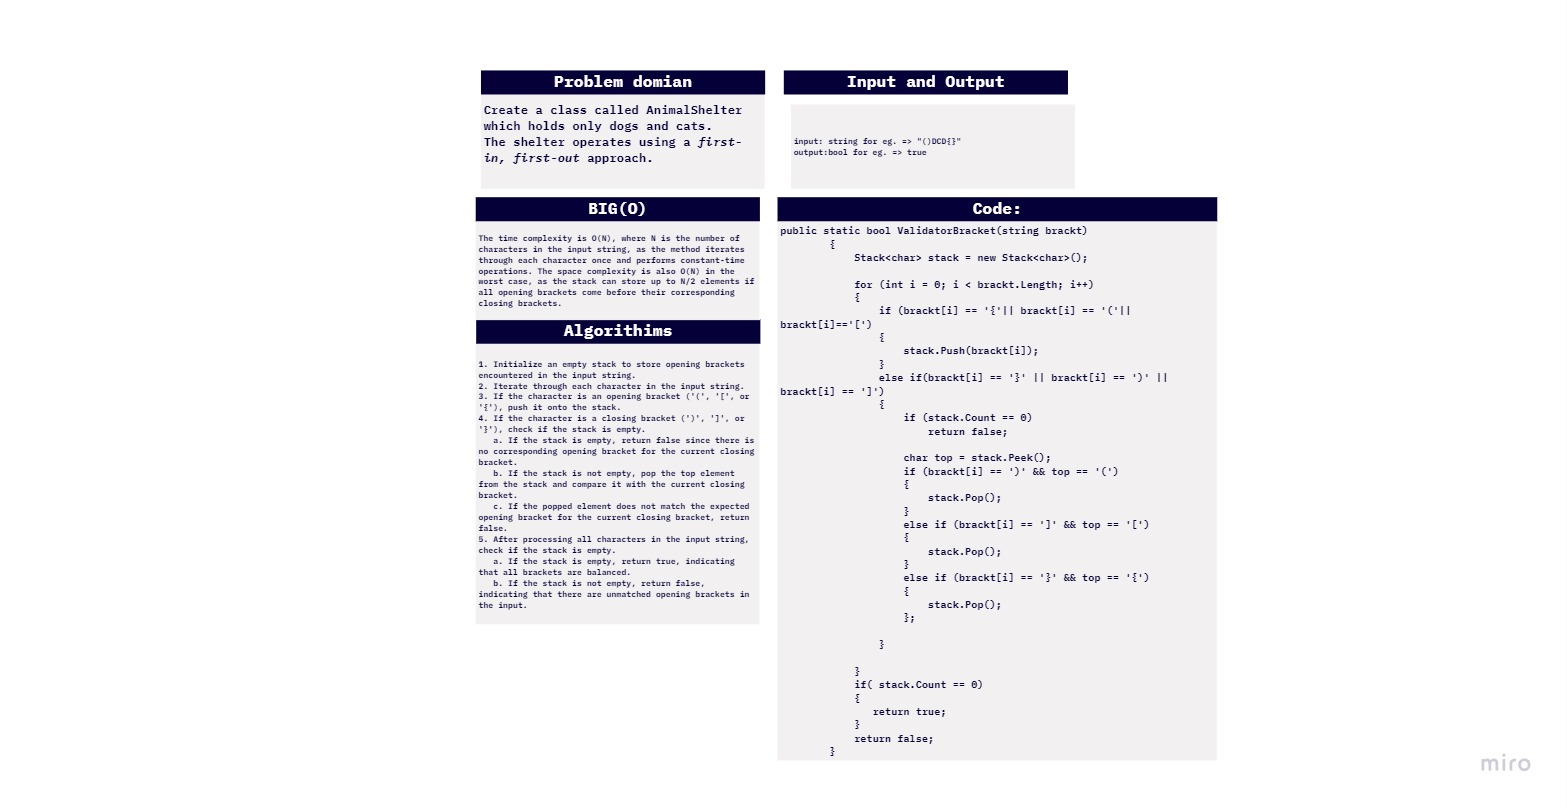 Problem domian
Create a class called AnimalShelter
which holds only dogs and cats.
The shelter operates using a first-
in, first-out approach.
Input and Output
input: string for eg. => "()DCD{}"
output:bool for eg. => true
BIG(O)
The time complexity is O(N), where N is the number of
characters in the input string, as the method iterates
through each character once and performs constant-time
operations. The space complexity is also O(N) in the
worst case, as the stack can store up to N/2 elements if
all opening brackets come before their corresponding
closing brackets.
Algorithims
1. Initialize an empty stack to store opening brackets
encountered in the input string.
2. Iterate through each character in the input string.
3. If the character is an opening bracket ('(', '[', or
'{'), push it onto the stack.
4. If the character is a closing bracket (')', ']', or
'}'), check if the stack is empty.
a. If the stack is empty, return false since there is
no corresponding opening bracket for the current closing
bracket.
b. If the stack is not empty, pop the top element
from the stack and compare it with the current closing
bracket.
c. If the popped element does not match the expected
opening bracket for the current closing bracket, return
false.
5. After processing all characters in the input string,
check if the stack is empty.
a. If the stack is empty, return true, indicating
that all brackets are balanced.
b. If the stack is not empty, return false,
indicating that there are unmatched opening brackets in
the input.
Code:
public static bool ValidatorBracket(string brackt)
{
Stack<char> stack = new Stack<char>();
for (int i = 0; i < brackt.Length; i++)
{
if (brackt[i] == '{'|| brackt[i] == '('||
brackt[i]=='[')
{
stack.Push(brackt[i]);
}
else if(brackt[i] == '}' || brackt[i] == ')' ||
brackt[i] == ']')
{
if (stack.Count == 0)
return false;
char top = stack.Peek();
if (brackt[i] == ')' && top == '(')
{
stack.Pop();
}
else if (brackt[i] == ']' && top == '[')
{
stack.Pop();
}
else if (brackt[i] == '}' && top == '{')
{
stack.Pop();
};
}
}
if( stack.Count == 0)
{
return true;
}
return false;
}
miro